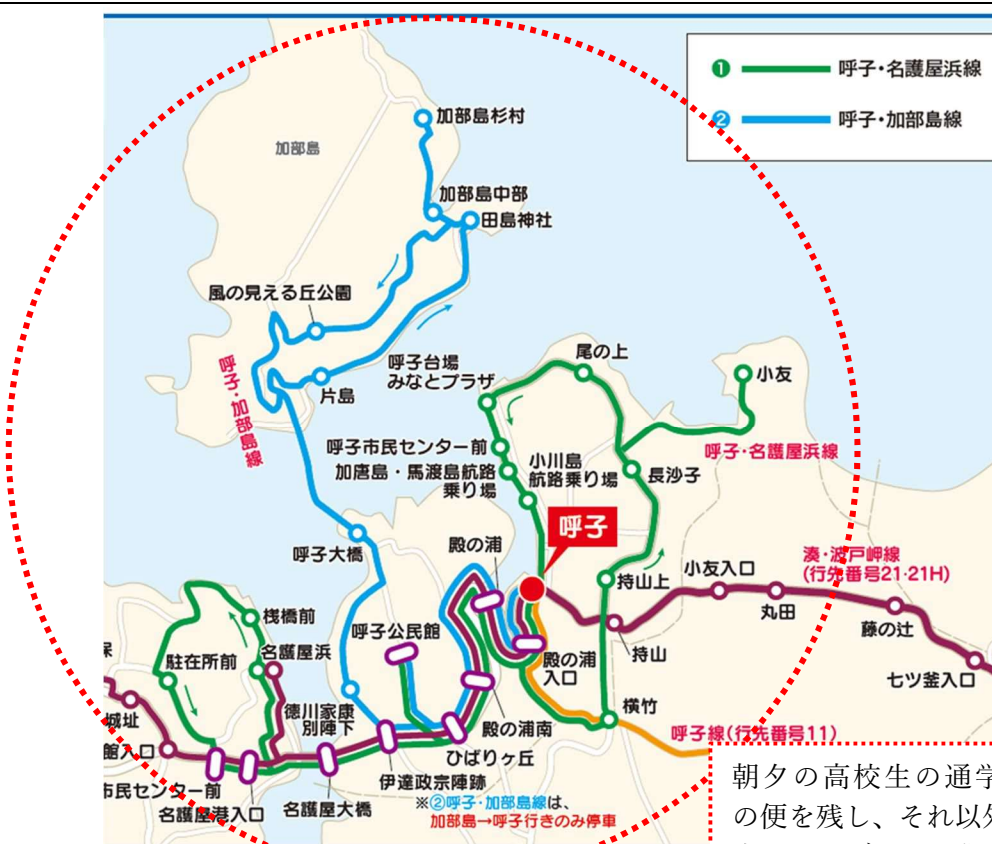 ❶ 呼子・名護屋浜線
② 呼子・加部島線
加部島杉村
加部島
加部島中部
田島神社
風の見える丘公園
呼子・加部島線
片島
呼子台場
みなとプラザ
尾の上
小友
呼子・名護屋浜線
呼子市民センター前
加唐島・馬渡島航路
乗り場
小川島
航路乗り場
長沙子
呼子
呼子大橋
殿の浦
持山上
小友入口
湊・波戸岬線
(行先番号21・21H)
丸田
藤の辻
七ツ釜入口
桟橋前
駐在所前
名護屋浜
呼子公民館
殿の浦
入口
持山
横竹
城址
館入口
徳川家康
別陣下
殿の浦南
ひばりヶ丘
呼子線(行先番号11)
市民センター前
名護屋港入口
名護屋大橋
伊達政宗陣跡
※②呼子・加部島線は、
加部島→呼子行きのみ停車
朝夕の高校生の通学
の便を残し、それ以外